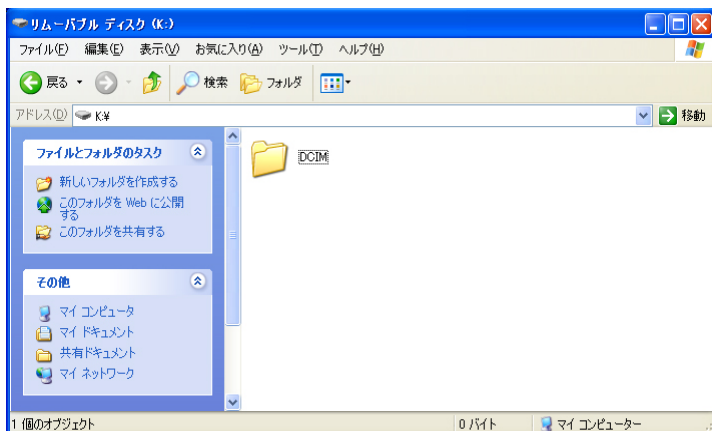 リムーバブル ディスク (K:)
ファイル(F) 編集(E) 表示(V) お気に入り(A) ツール(T) ヘルプ(H)
戻る 検索 フォルダ
アドレス(D) K:¥ 移動
ファイルとフォルダのタスク
新しいフォルダを作成する
このフォルダを Web に公開
する
このフォルダを共有する
その他
マイ コンピュータ
マイ ドキュメント
共有ドキュメント
マイ ネットワーク
DCIM
1 個のオブジェクト 0 バイト マイ コンピューター